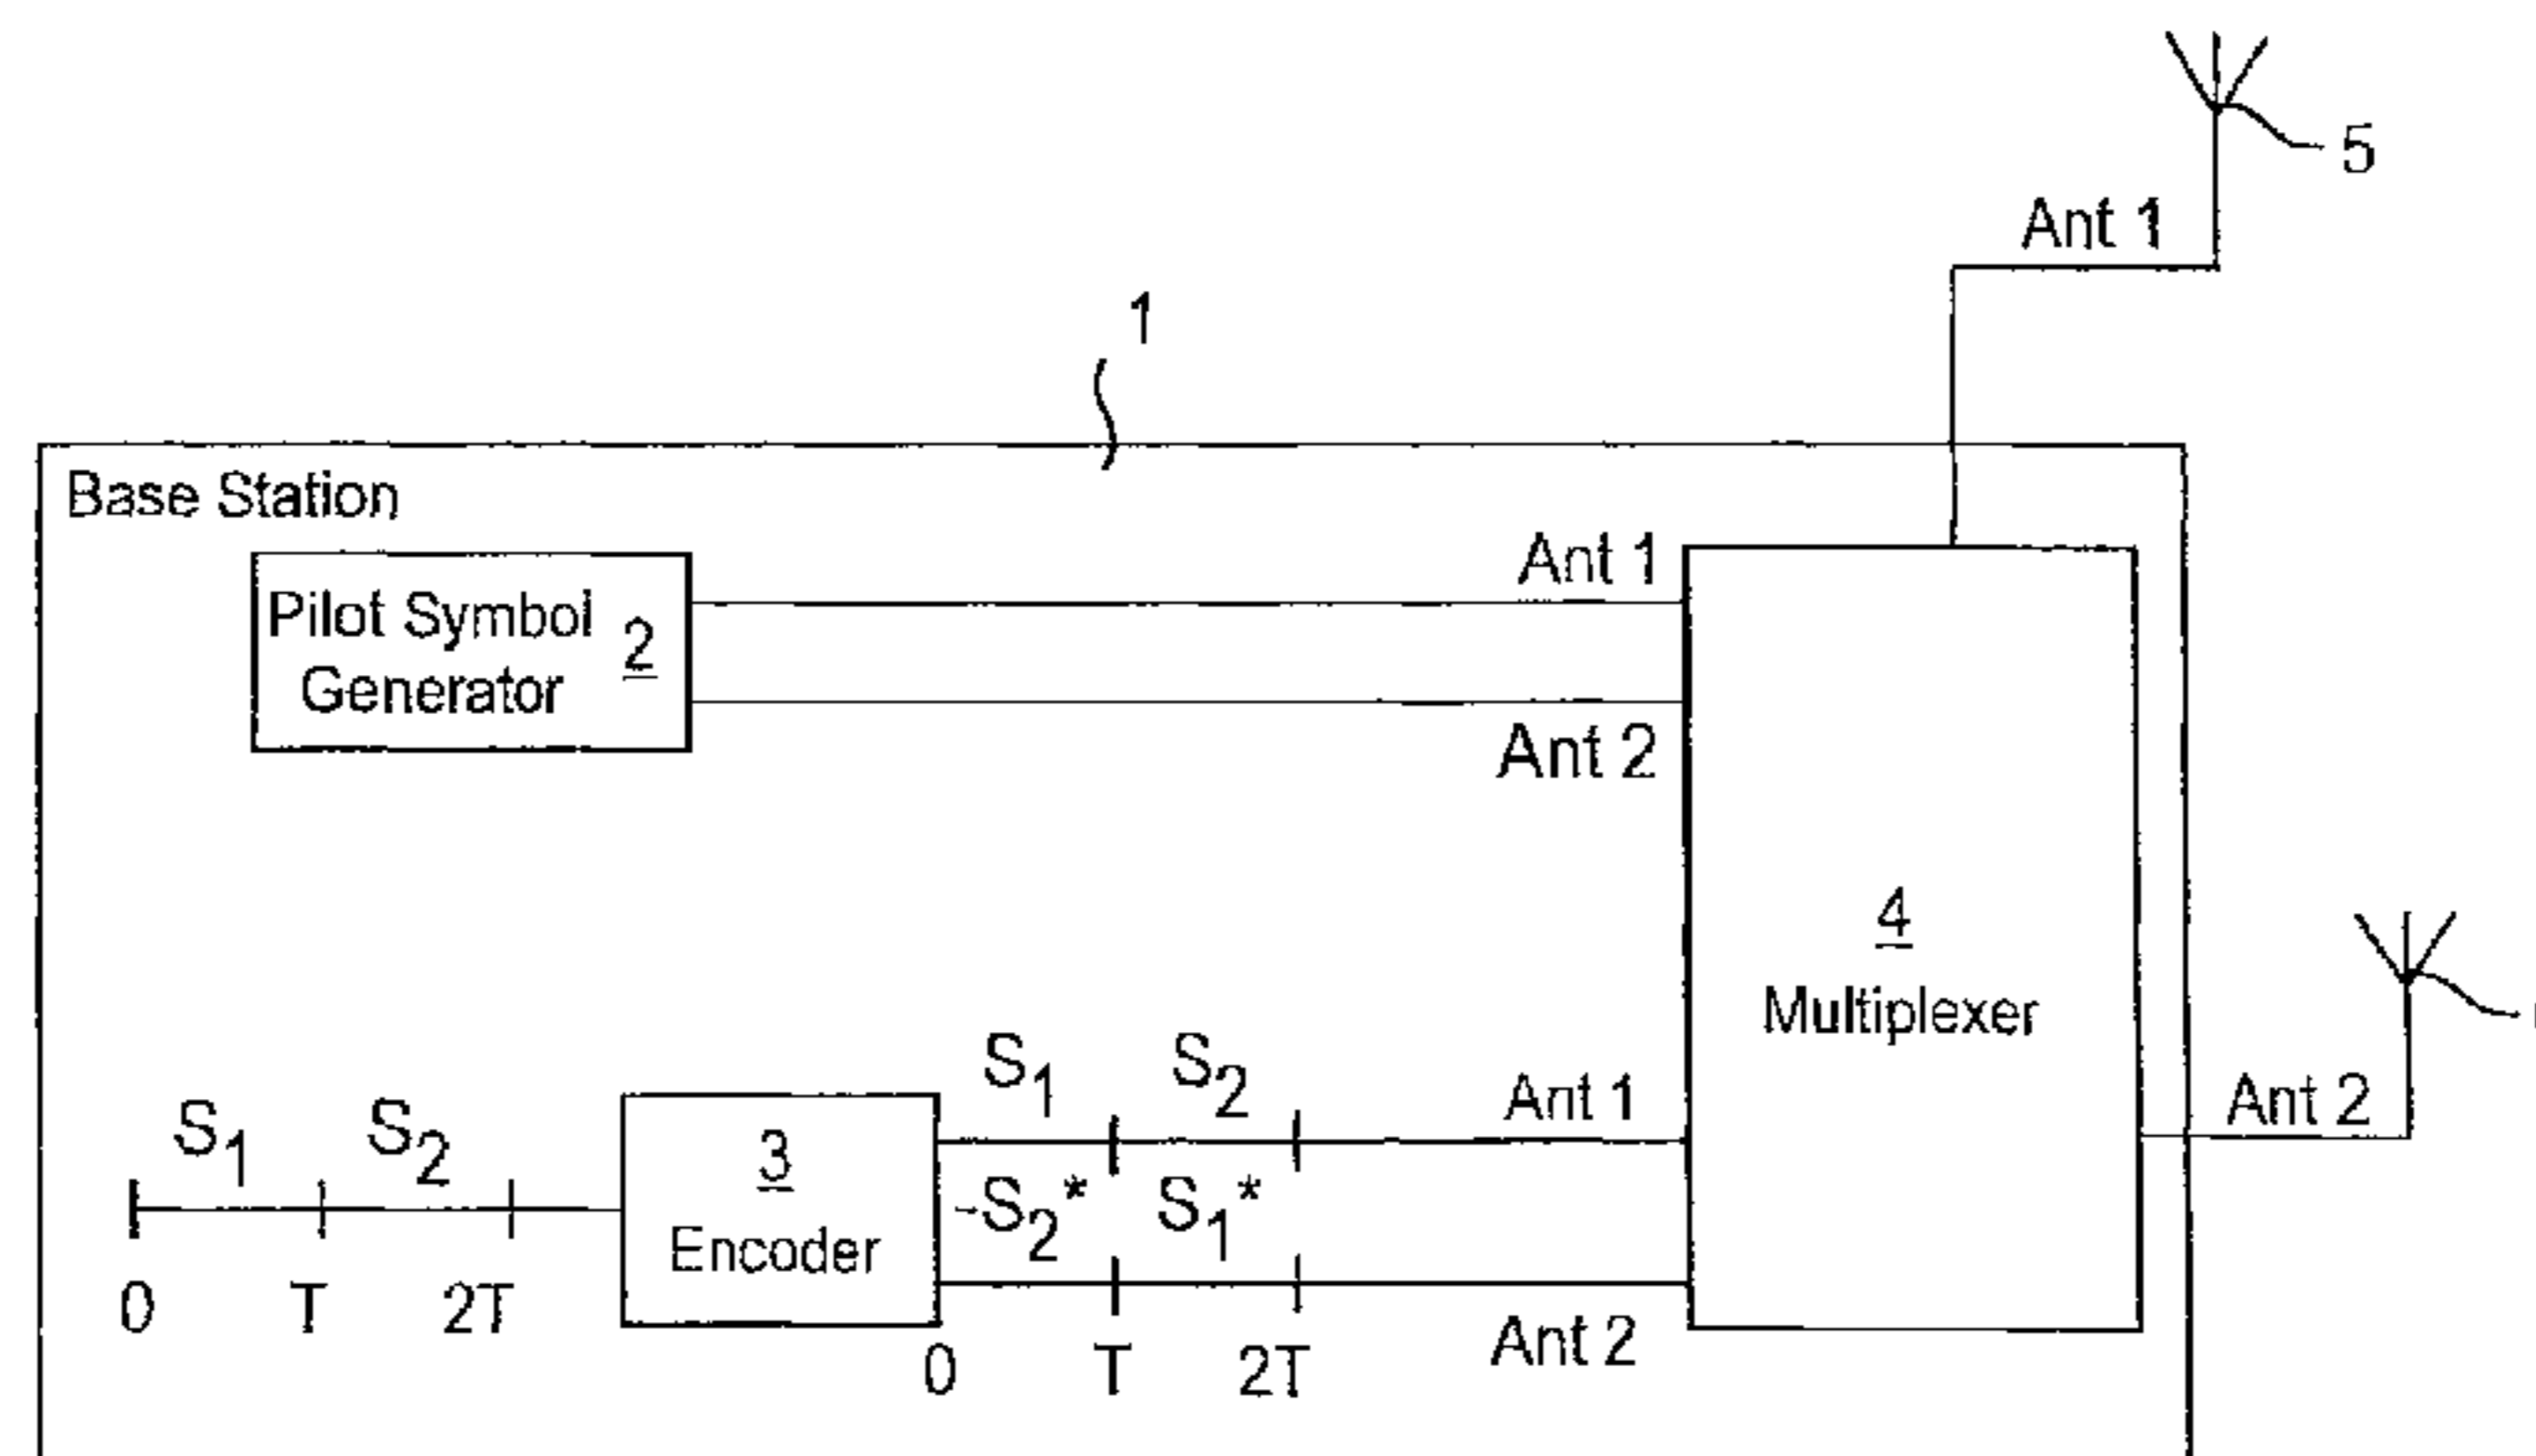 5
Ant 1
1
Base Station
Pilot Symbol
Generator
2
Ant 1
Ant 2
4
Multiplexer
Ant 2
S1 S2
0 T 2T
3
Encoder
S1 S2
-S2* S1*
0 T 2T
Ant 1
Ant 2